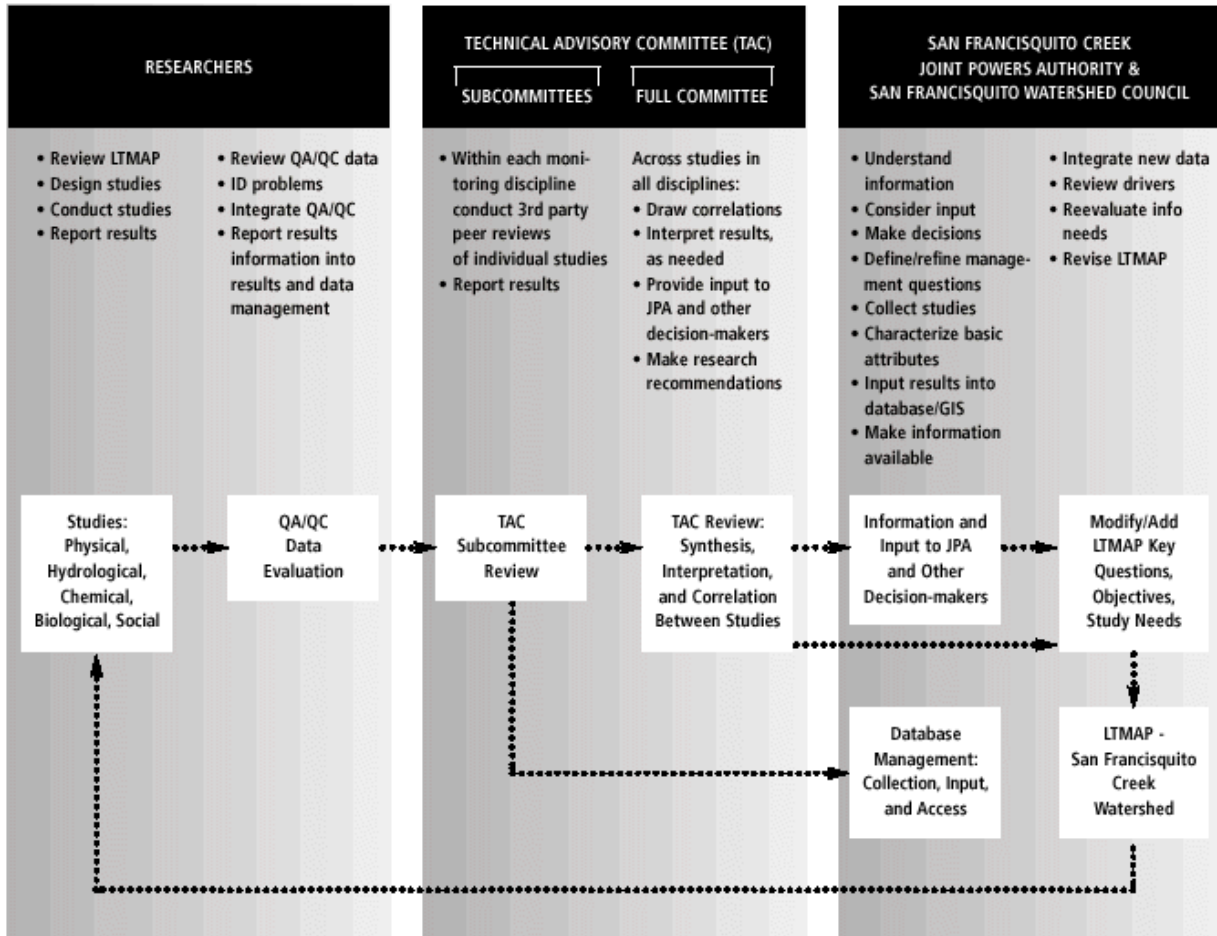 RESEARCHERS
• Review LTMAP
• Design studies
• Conduct studies
• Report results
• Review QA/QC data
• ID problems
• Integrate QA/QC
• Report results
information into
results and data
management
TECHNICAL ADVISORY COMMITTEE (TAC)
SUBCOMMITTEES
FULL COMMITTEE
• Within each moni-
toring discipline
conduct 3rd party
peer reviews
of individual studies
• Report results
Across studies in
all disciplines:
• Draw correlations
• Interpret results,
as needed
• Provide input to
JPA and other
decision-makers
• Make research
recommendations
SAN FRANCISQUITO CREEK
JOINT POWERS AUTHORITY &
SAN FRANCISQUITO WATERSHED COUNCIL
• Understand
information
• Consider input
• Make decisions
• Define/refine manage-
ment questions
• Collect studies
• Characterize basic
attributes
• Input results into
database/GIS
• Make information
available
• Integrate new data
• Review drivers
• Reevaluate info
needs
• Revise LTMAP
Studies:
Physical,
Hydrological,
Chemical,
Biological, Social
QA/QC
Data
Evaluation
TAC
Subcommittee
Review
TAC Review:
Synthesis,
Interpretation,
and Correlation
Between Studies
Information and
Input to JPA
and Other
Decision-makers
Modify/Add
LTMAP Key
Questions,
Objectives,
Study Needs
Database
Management:
Collection, Input,
and Access
LTMAP -
San Francisquito
Creek
Watershed